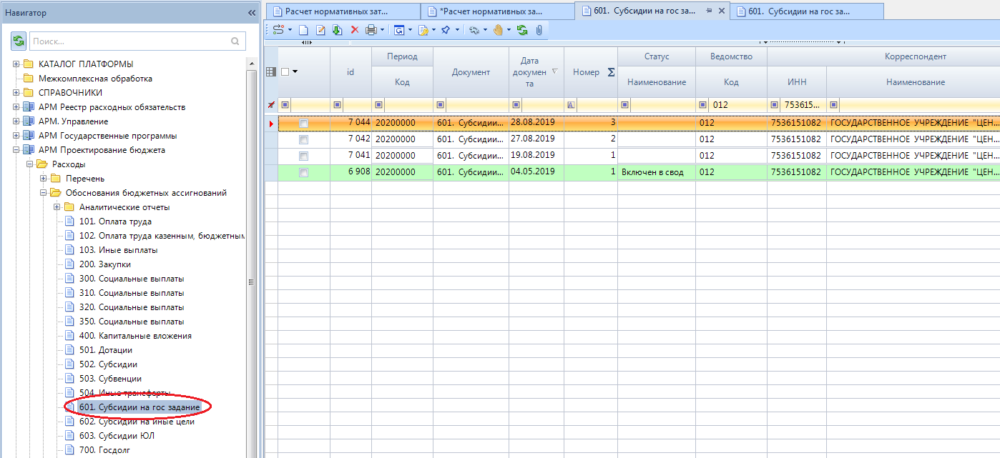 Навигатор
Поиск...
КАТАЛОГ ПЛАТФОРМЫ
Межкомплексная обработка
СПРАВОЧНИКИ
АРМ Реестр расходных обязательств
АРМ. Управление
АРМ Государственные программы
АРМ Проектирование бюджета
Расходы
Перечень
Обоснования бюджетных ассигнований
Аналитические отчеты
101. Оплата труда
102. Оплата труда казенным, бюджетным
103. Иные выплаты
200. Закупки
300. Социальные выплаты
310. Социальные выплаты
320. Социальные выплаты
350. Социальные выплаты
400. Капитальные вложения
501. Дотации
502. Субсидии
503. Субвенции
504. Иные трансферты
601. Субсидии на гос задание
602. Субсидии на иные цели
603. Субсидии ЮЛ
700. Госдолг
Расчет нормативных зат... *Расчет нормативных за... 601. Субсидии на гос за... 601. Субсидии на гос за...
Период Статус Ведомство Корреспондент
id Код Документ Дата докумен та Номер Σ Наименование Код ИНН Наименование
012 753615...
7 044 20200000 601. Субсидии... 28.08.2019 3 012 7536151082 ГОСУДАРСТВЕННОЕ УЧРЕЖДЕНИЕ "ЦЕН...
7 042 20200000 601. Субсидии... 27.08.2019 2 012 7536151082 ГОСУДАРСТВЕННОЕ УЧРЕЖДЕНИЕ "ЦЕН...
7 041 20200000 601. Субсидии... 19.08.2019 1 012 7536151082 ГОСУДАРСТВЕННОЕ УЧРЕЖДЕНИЕ "ЦЕН...
6 908 20200000 601. Субсидии... 04.05.2019 1 Включен в свод 012 7536151082 ГОСУДАРСТВЕННОЕ УЧРЕЖДЕНИЕ "ЦЕН...